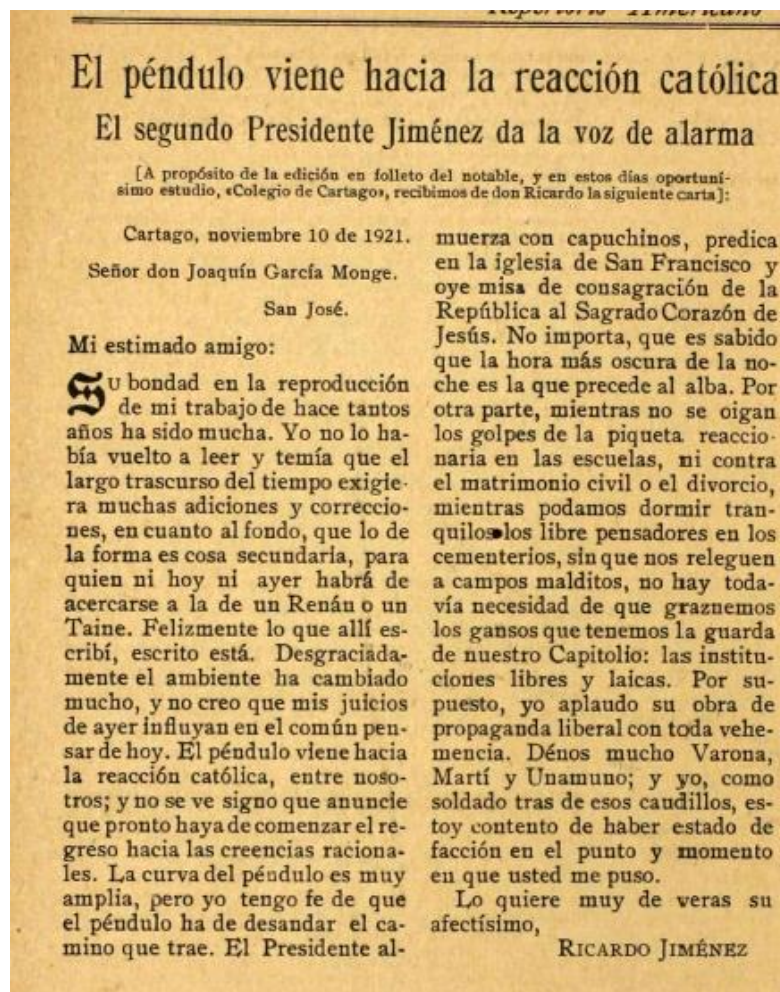 Repertorio Americano
El péndulo viene hacia la reacción católica
El segundo Presidente Jiménez da la voz de alarma
[A propósito de la edición en folleto del notable, y en estos días oportuní-
simo estudio, «Colegio de Cartago», recibimos de don Ricardo la siguiente carta]:
Cartago, noviembre 10 de 1921.
Señor don Joaquín García Monge.
San José.
Mi estimado amigo:
Su bondad en la reproducción
de mi trabajo de hace tantos
años ha sido mucha. Yo no lo ha-
bía vuelto a leer y temía que el
largo trascurso del tiempo exigie-
ra muchas adiciones y correccio-
nes, en cuanto al fondo, que lo de
la forma es cosa secundaria, para
quien ni hoy ni ayer habrá de
acercarse a la de un Renán o un
Taine. Felizmente lo que allí es-
cribí, escrito está. Desgraciada-
mente el ambiente ha cambiado
mucho, y no creo que mis juicios
de ayer influyan en el común pen-
sar de hoy. El péndulo viene hacia
la reacción católica, entre noso-
tros; y no se ve signo que anuncie
que pronto haya de comenzar el re-
greso hacia las creencias raciona-
les. La curva del péndulo es muy
amplia, pero yo tengo fe de que
el péndulo ha de desandar el ca-
mino que trae. El Presidente al-
muerza con capuchinos, predica
en la iglesia de San Francisco y
oye misa de consagración de la
República al Sagrado Corazón de
Jesús. No importa, que es sabido
que la hora más oscura de la no-
che es la que precede al alba. Por
otra parte, mientras no se oigan
los golpes de la piqueta reaccio-
naria en las escuelas, ni contra
el matrimonio civil o el divorcio,
mientras podamos dormir tran-
quilos los libre pensadores en los
cementerios, sin que nos releguen
a campos malditos, no hay toda-
vía necesidad de que graznemos
los gansos que tenemos la guarda
de nuestro Capitolio: las institu-
ciones libres y laicas. Por su-
puesto, yo aplaudo su obra de
propaganda liberal con toda vehe-
mencia. Dénos mucho Varona,
Martí y Unamuno; y yo, como
soldado tras de esos caudillos, es-
toy contento de haber estado de
facción en el punto y momento
en que usted me puso.
Lo quiere muy de veras su
afectísimo,
RICARDO JIMÉNEZ